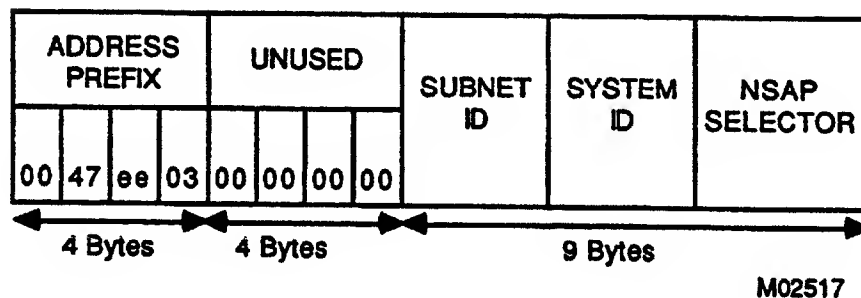 ADDRESS PREFIX
UNUSED
SUBNET ID
SYSTEM ID
NSAP SELECTOR
00 47 ee 03 00 00 00 00
4 Bytes 4 Bytes 9 Bytes
M02517